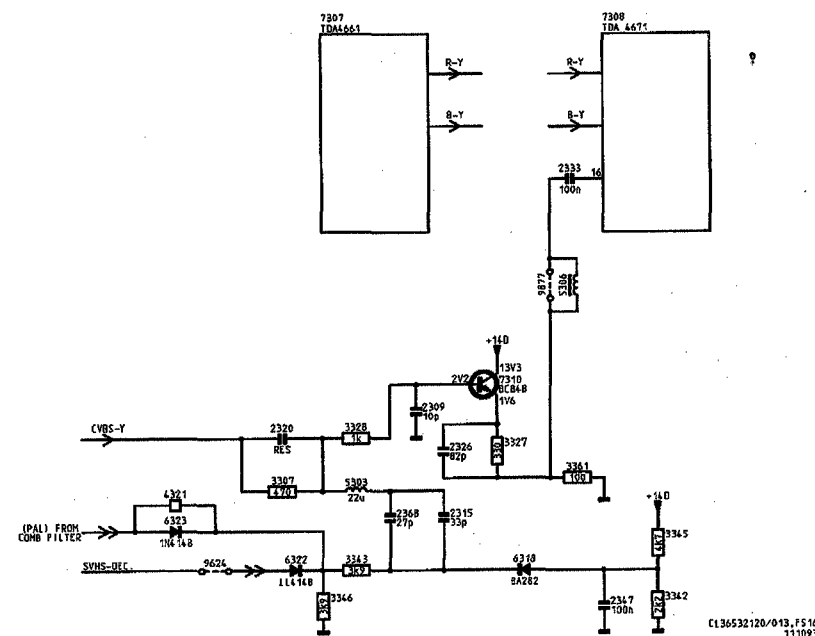 7307
TDA4661
7308
TDA 4671
R-Y
R-Y
B-Y
B-Y
2333
16
100n
9877
5306
+14D
13V3
2V2
7310
BC848
1V6
2309
10p
CVBS-Y
2320
RES
3328
1k
2326
82p
3327
330
3361
100
3307
470
5303
22u
4321
6323
1N4148
(PAL) FROM
COMB FILTER
2368
27p
2315
33p
+14D
3345
4K7
SVHS-DEC.
9624
6322
LL4148
3343
3K9
6318
BA282
3346
3K9
2347
100n
3342
2K2
CL36532120/013.FS16